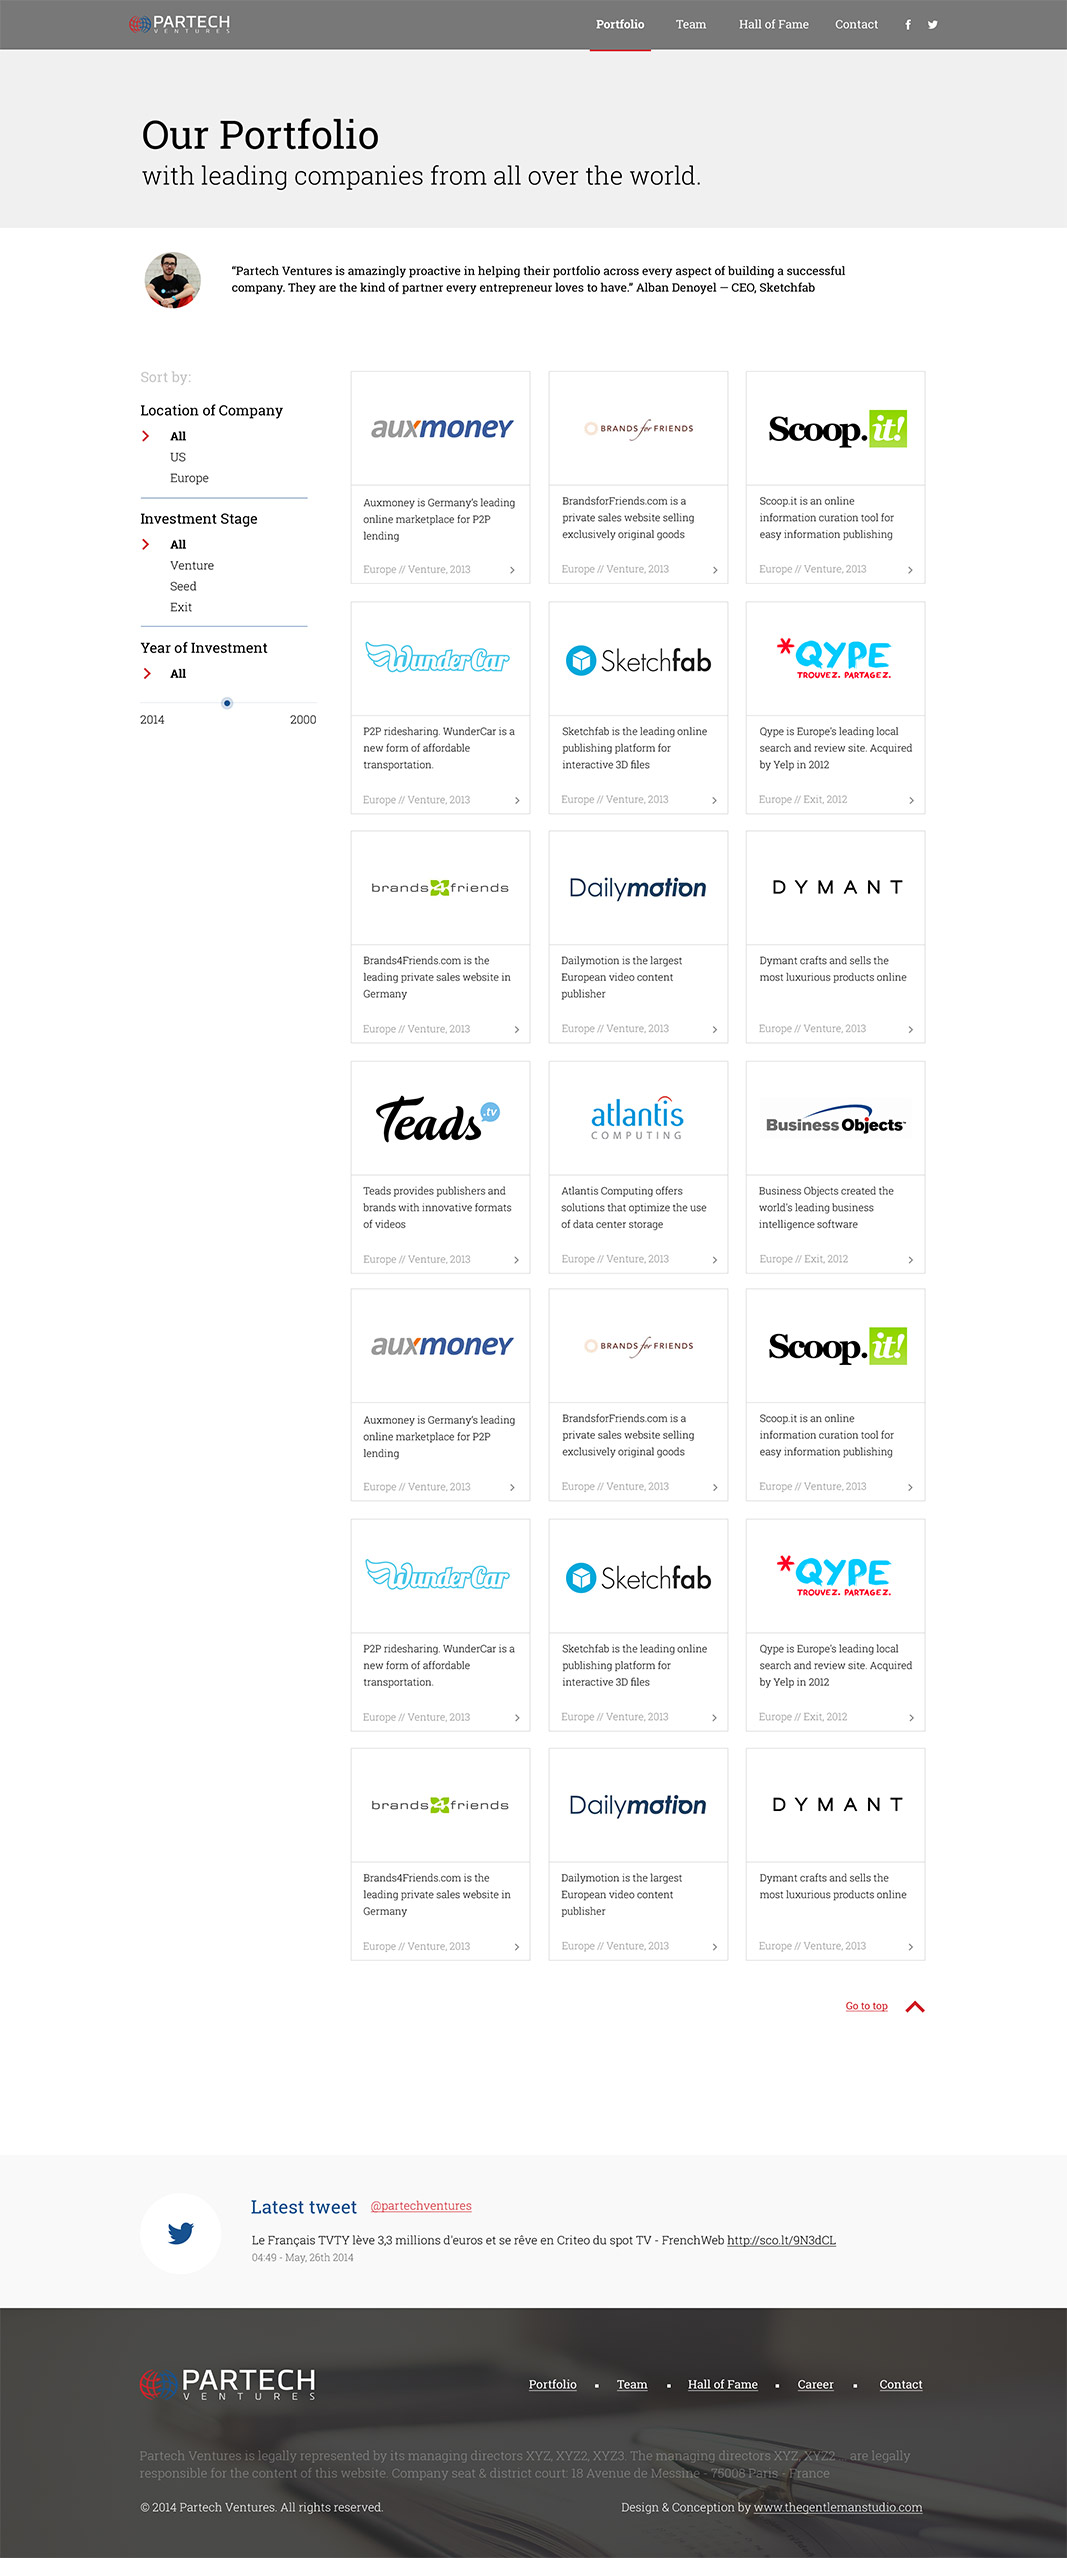 PARTECH
VENTURES
Portfolio
Team
Hall of Fame
Contact
Our Portfolio
with leading companies from all over the world.
“Partech Ventures is amazingly proactive in helping their portfolio across every aspect of building a successful
company. They are the kind of partner every entrepreneur loves to have.” Alban Denoyel — CEO, Sketchfab
Sort by:
Location of Company
All
US
Europe
Investment Stage
All
Venture
Seed
Exit
Year of Investment
All
2014
2000
auxmoney
Auxmoney is Germany's leading
online marketplace for P2P
lending
Europe // Venture, 2013
BRANDS for FRIENDS
BrandsforFriends.com is a
private sales website selling
exclusively original goods
Europe // Venture, 2013
Scoop.it!
Scoop.it is an online
information curation tool for
easy information publishing
Europe // Venture, 2013
WunderCar
P2P ridesharing. WunderCar is a
new form of affordable
transportation.
Europe // Venture, 2013
Sketchfab
Sketchfab is the leading online
publishing platform for
interactive 3D files
Europe // Venture, 2013
*QYPE
TROUVEZ. PARTAGEZ.
Qype is Europe's leading local
search and review site. Acquired
by Yelp in 2012
Europe // Exit, 2012
brands4friends
Brands4Friends.com is the
leading private sales website in
Germany
Europe // Venture, 2013
Dailymotion
Dailymotion is the largest
European video content
publisher
Europe // Venture, 2013
DYMANT
Dymant crafts and sells the
most luxurious products online
Europe // Venture, 2013
Teads .tv
Teads provides publishers and
brands with innovative formats
of videos
Europe // Venture, 2013
atlantis
COMPUTING
Atlantis Computing offers
solutions that optimize the use
of data center storage
Europe // Venture, 2013
Business Objects™
Business Objects created the
world's leading business
intelligence software
Europe // Exit, 2012
auxmoney
Auxmoney is Germany's leading
online marketplace for P2P
lending
Europe // Venture, 2013
BRANDS for FRIENDS
BrandsforFriends.com is a
private sales website selling
exclusively original goods
Europe // Venture, 2013
Scoop.it!
Scoop.it is an online
information curation tool for
easy information publishing
Europe // Venture, 2013
WunderCar
P2P ridesharing. WunderCar is a
new form of affordable
transportation.
Europe // Venture, 2013
Sketchfab
Sketchfab is the leading online
publishing platform for
interactive 3D files
Europe // Venture, 2013
*QYPE
TROUVEZ. PARTAGEZ.
Qype is Europe's leading local
search and review site. Acquired
by Yelp in 2012
Europe // Exit, 2012
brands4friends
Brands4Friends.com is the
leading private sales website in
Germany
Europe // Venture, 2013
Dailymotion
Dailymotion is the largest
European video content
publisher
Europe // Venture, 2013
DYMANT
Dymant crafts and sells the
most luxurious products online
Europe // Venture, 2013
Go to top
Latest tweet @partechventures
Le Français TVTY lève 3,3 millions d'euros et se rêve en Criteo du spot TV - FrenchWeb http://sco.lt/9N3dCL
04:49 - May, 26th 2014
PARTECH
VENTURES
Portfolio
Team
Hall of Fame
Career
Contact
Partech Ventures is legally represented by its managing directors XYZ, XYZ2, XYZ3. The managing directors XYZ, XYZ2 ... are legally
responsible for the content of this website. Company seat & district court: 18 Avenue de Messine - 75008 Paris - France
© 2014 Partech Ventures. All rights reserved.
Design & Conception by www.thegentlemanstudio.com